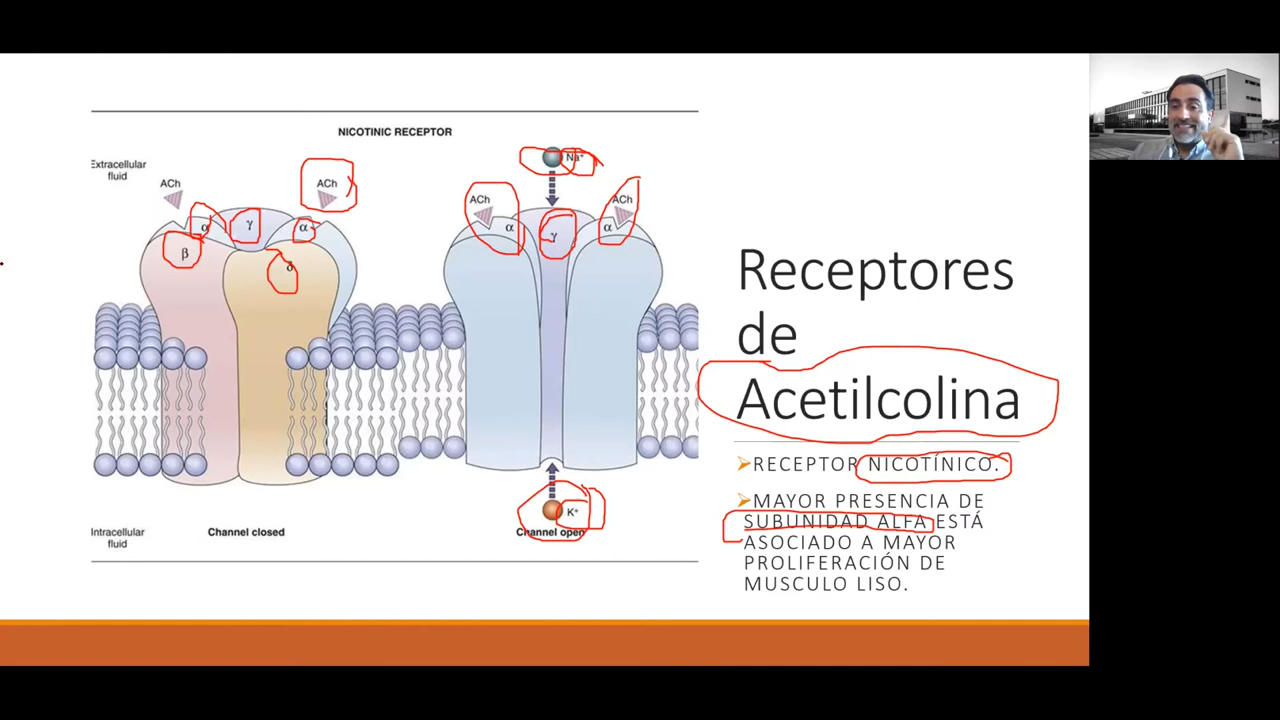 NICOTINIC RECEPTOR
Extracellular
fluid
ACh
ACh
α
γ
α
β
δ
ACh
Na⁺
ACh
α
γ
α
K⁺
Intracellular
fluid
Channel closed
Channel open
Receptores
de
Acetilcolina
RECEPTOR NICOTÍNICO.
MAYOR PRESENCIA DE
SUBUNIDAD ALFA ESTÁ
ASOCIADO A MAYOR
PROLIFERACIÓN DE
MUSCULO LISO.